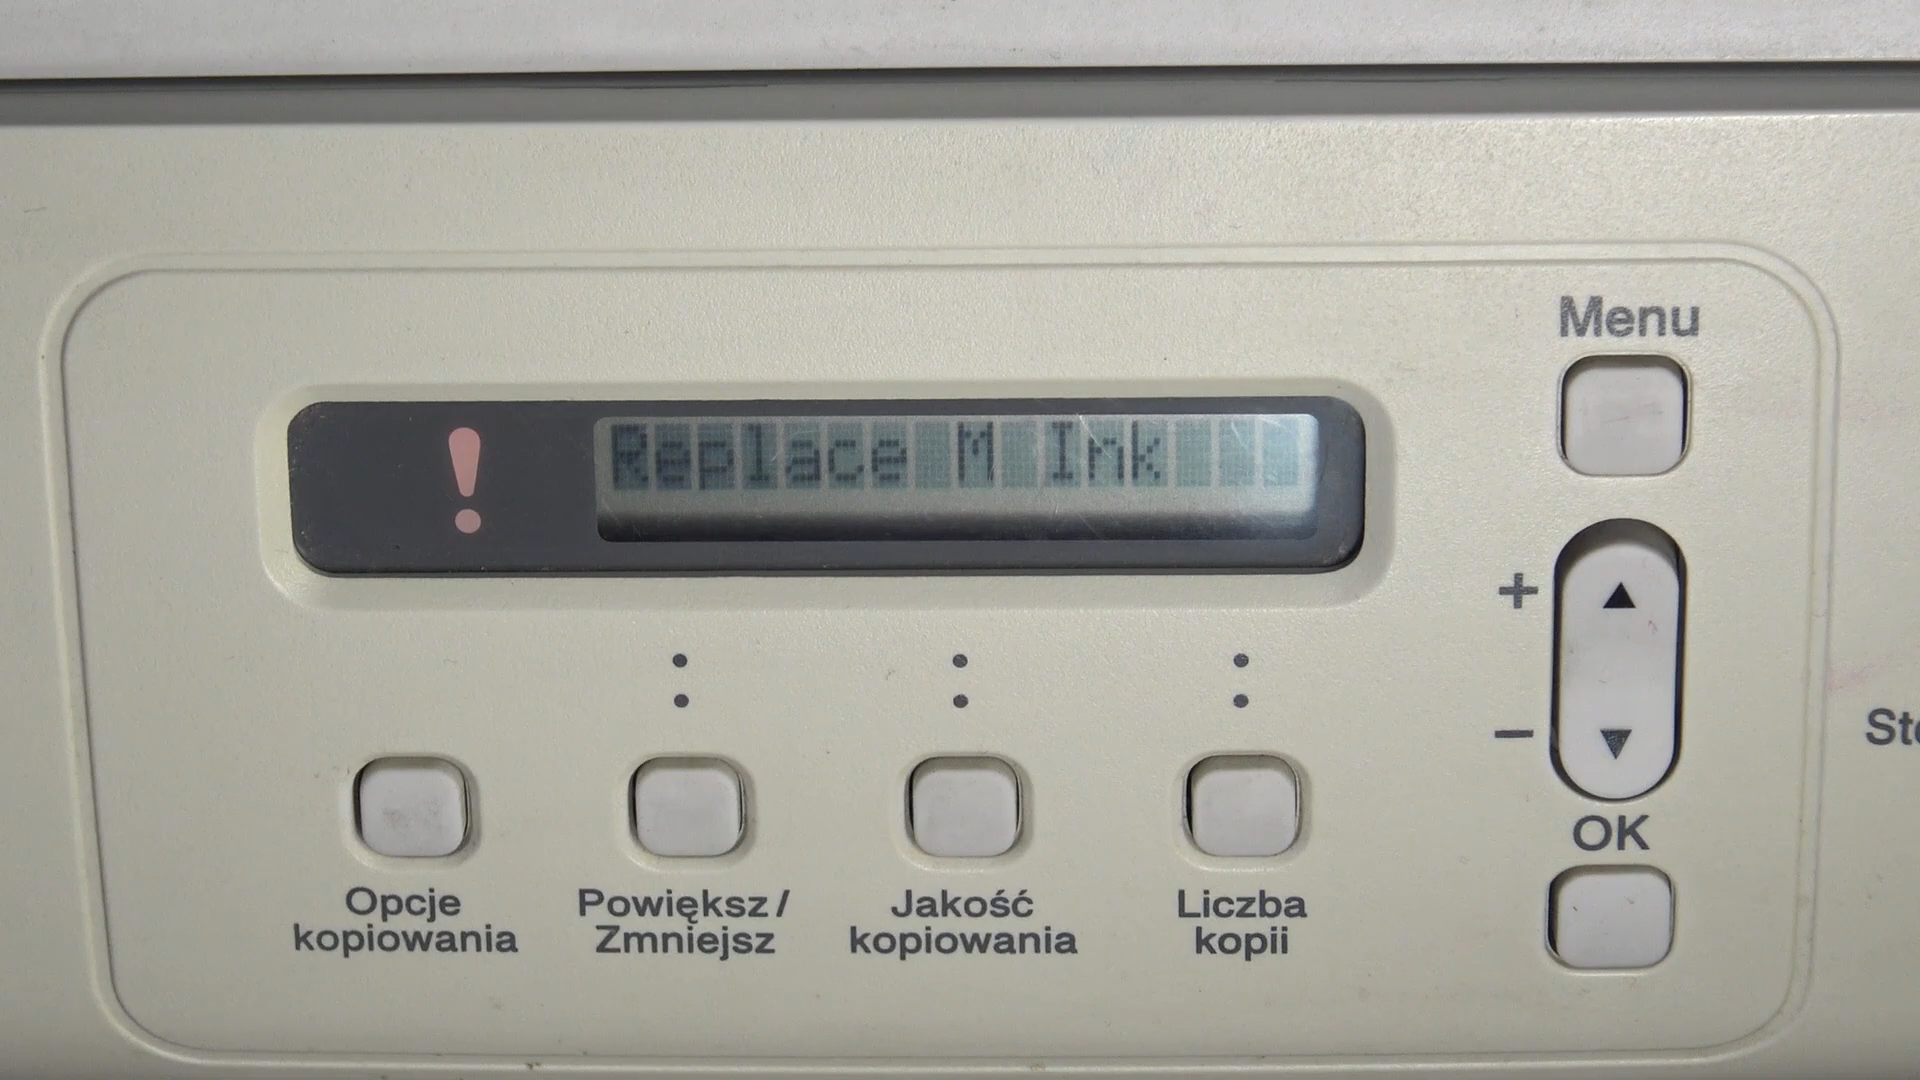 Menu
Replace M Ink
+
−
OK
Opcje
kopiowania
Powiększ/
Zmniejsz
Jakość
kopiowania
Liczba
kopii